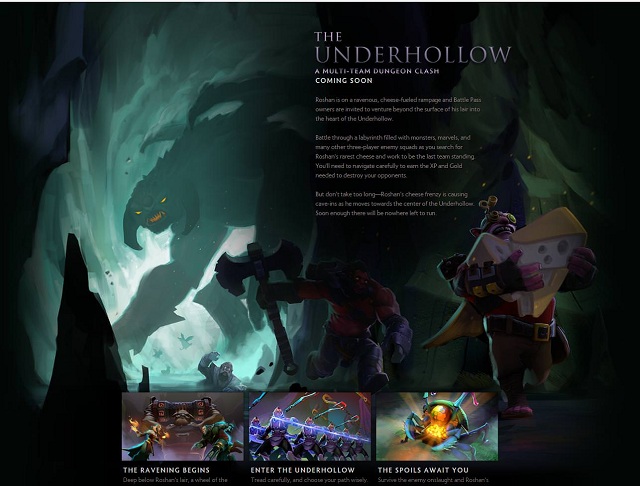 THE
UNDERHOLLOW
A MULTI-TEAM DUNGEON CLASH
COMING SOON
Roshan is on a ravenous, cheese-fueled rampage and Battle Pass
owners are invited to venture beyond the surface of his lair into
the heart of the Underhollow.
Battle through a labyrinth filled with monsters, marvels, and
many other three-player enemy squads as you search for
Roshan's rarest cheese and work to be the last team standing.
You'll need to navigate carefully to earn the XP and Gold
needed to destroy your opponents.
But don't take too long—Roshan's cheese frenzy is causing
cave-ins as he moves towards the center of the Underhollow.
Soon enough there will be nowhere left to run.
THE RAVENING BEGINS
Deep below Roshan's lair, a wheel of the
ENTER THE UNDERHOLLOW
Tread carefully, and choose your path wisely.
THE SPOILS AWAIT YOU
Survive the enemy onslaught and Roshan's